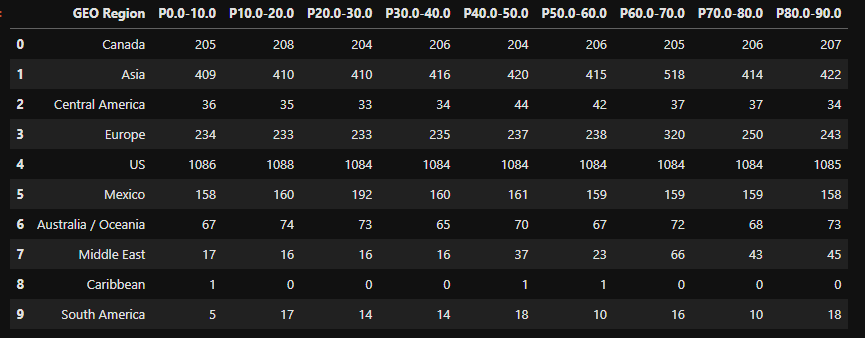 GEO Region P0.0-10.0 P10.0-20.0 P20.0-30.0 P30.0-40.0 P40.0-50.0 P50.0-60.0 P60.0-70.0 P70.0-80.0 P80.0-90.0
0 Canada 205 208 204 206 204 206 205 206 207
1 Asia 409 410 410 416 420 415 518 414 422
2 Central America 36 35 33 34 44 42 37 37 34
3 Europe 234 233 233 235 237 238 320 250 243
4 US 1086 1088 1084 1084 1084 1084 1084 1084 1085
5 Mexico 158 160 192 160 161 159 159 159 158
6 Australia / Oceania 67 74 73 65 70 67 72 68 73
7 Middle East 17 16 16 16 37 23 66 43 45
8 Caribbean 1 0 0 0 1 1 0 0 0
9 South America 5 17 14 14 18 10 16 10 18